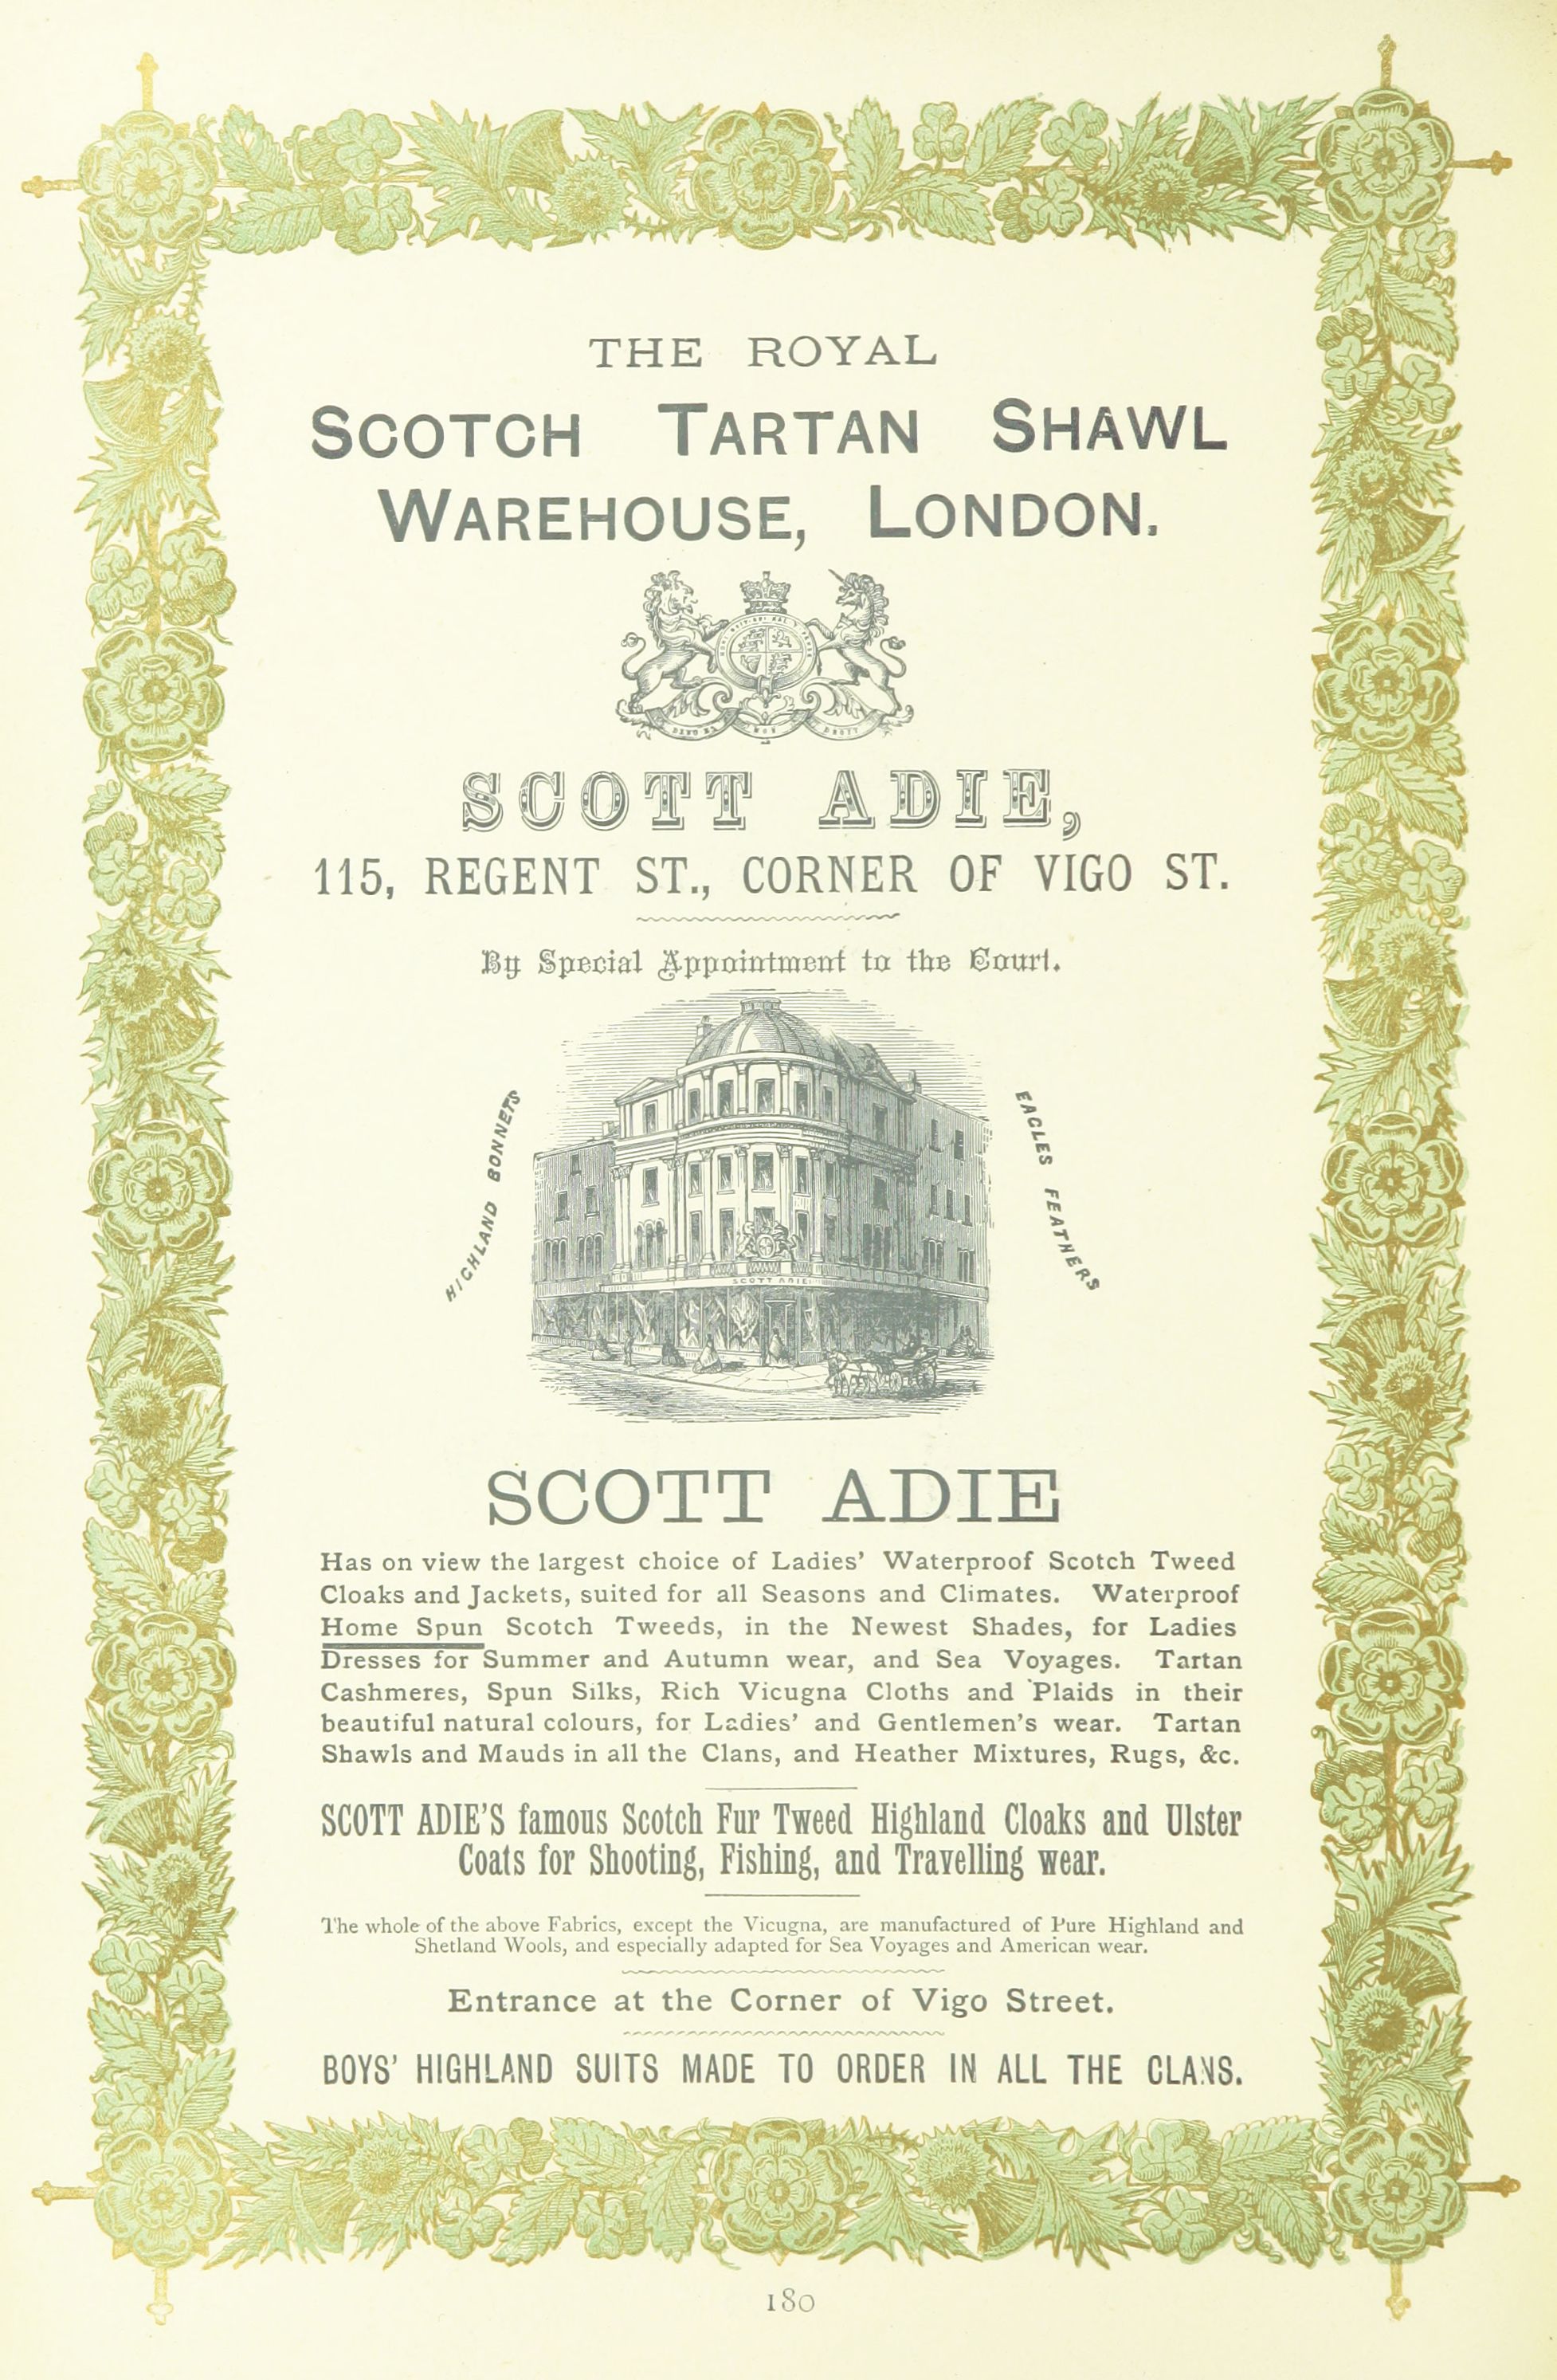 THE ROYAL
SCOTCH TARTAN SHAWL
WAREHOUSE, LONDON.
SCOTT ADIE,
115, REGENT ST., CORNER OF VIGO ST.
By Special Appointment to the Court.
HIGHLAND BONNETS
EAGLES FEATHERS
SCOTT ADIE
SCOTT ADIE
Has on view the largest choice of Ladies' Waterproof Scotch Tweed
Cloaks and Jackets, suited for all Seasons and Climates. Waterproof
Home Spun Scotch Tweeds, in the Newest Shades, for Ladies
Dresses for Summer and Autumn wear, and Sea Voyages. Tartan
Cashmeres, Spun Silks, Rich Vicugna Cloths and Plaids in their
beautiful natural colours, for Ladies' and Gentlemen's wear. Tartan
Shawls and Mauds in all the Clans, and Heather Mixtures, Rugs, &c.
SCOTT ADIE'S famous Scotch Fur Tweed Highland Cloaks and Ulster
Coats for Shooting, Fishing, and Travelling wear.
The whole of the above Fabrics, except the Vicugna, are manufactured of Pure Highland and
Shetland Wools, and especially adapted for Sea Voyages and American wear.
Entrance at the Corner of Vigo Street.
BOYS' HIGHLAND SUITS MADE TO ORDER IN ALL THE CLANS.
180